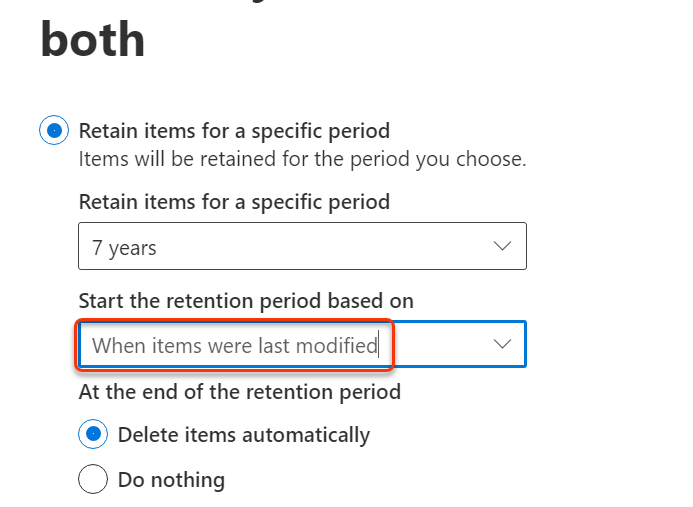 both
Retain items for a specific period
Items will be retained for the period you choose.
Retain items for a specific period
7 years
Start the retention period based on
When items were last modified
At the end of the retention period
Delete items automatically
Do nothing